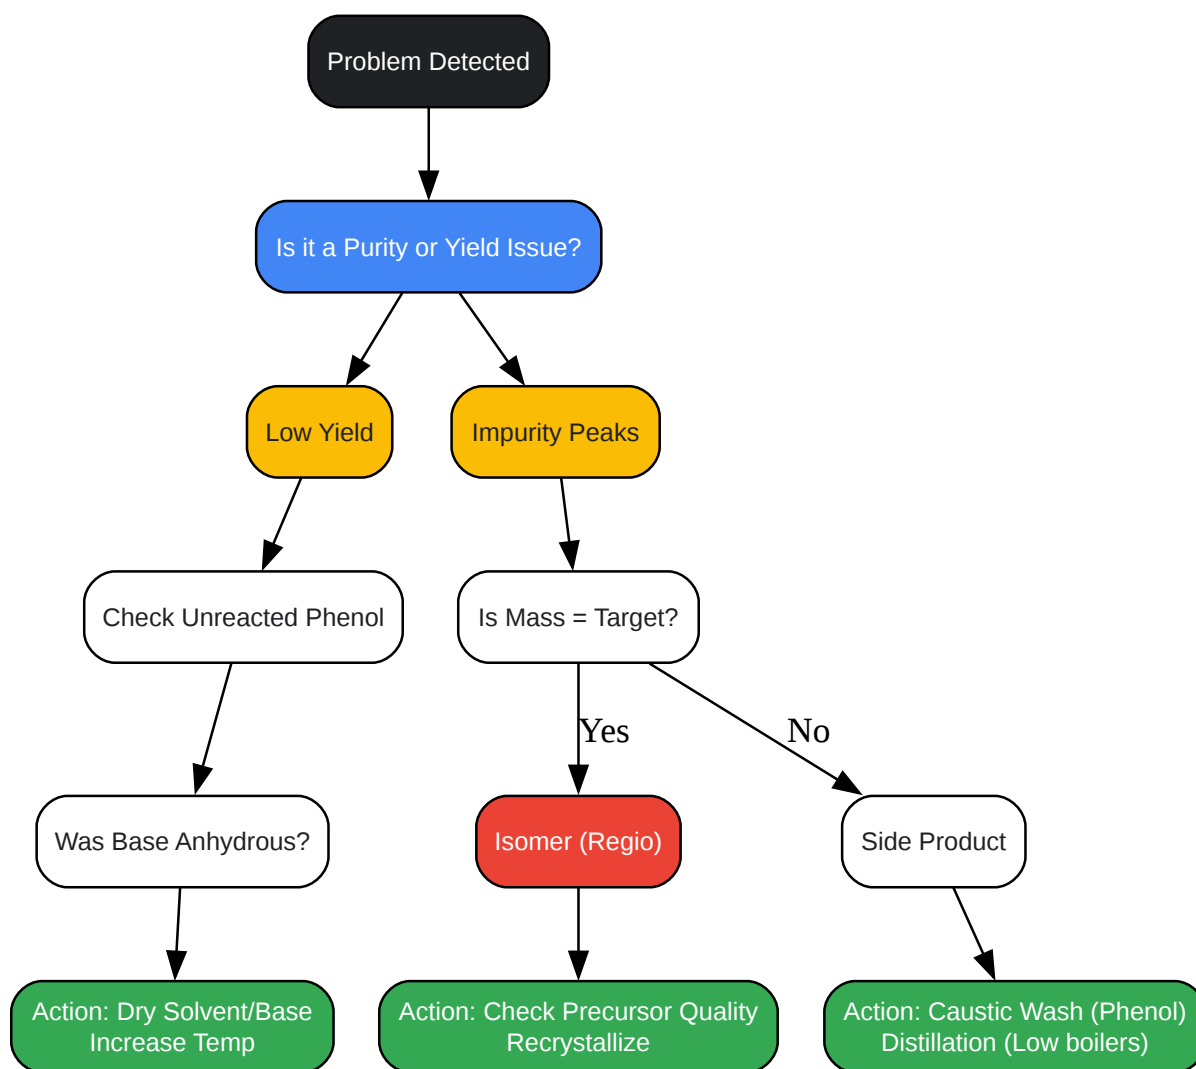 Problem Detected
Is it a Purity or Yield Issue?
Low Yield
Impurity Peaks
Check Unreacted Phenol
Is Mass = Target?
Yes
No
Was Base Anhydrous?
Isomer (Regio)
Side Product
Action: Dry Solvent/Base
Increase Temp
Action: Check Precursor Quality
Recrystallize
Action: Caustic Wash (Phenol)
Distillation (Low boilers)